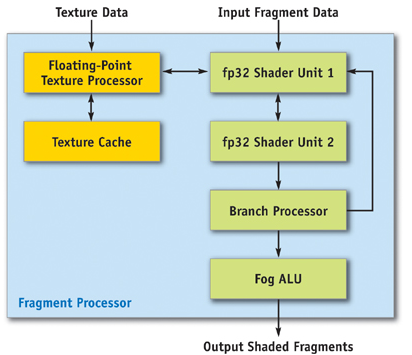 Texture Data
Input Fragment Data
Floating-Point
Texture Processor
fp32 Shader Unit 1
Texture Cache
fp32 Shader Unit 2
Branch Processor
Fog ALU
Fragment Processor
Output Shaded Fragments